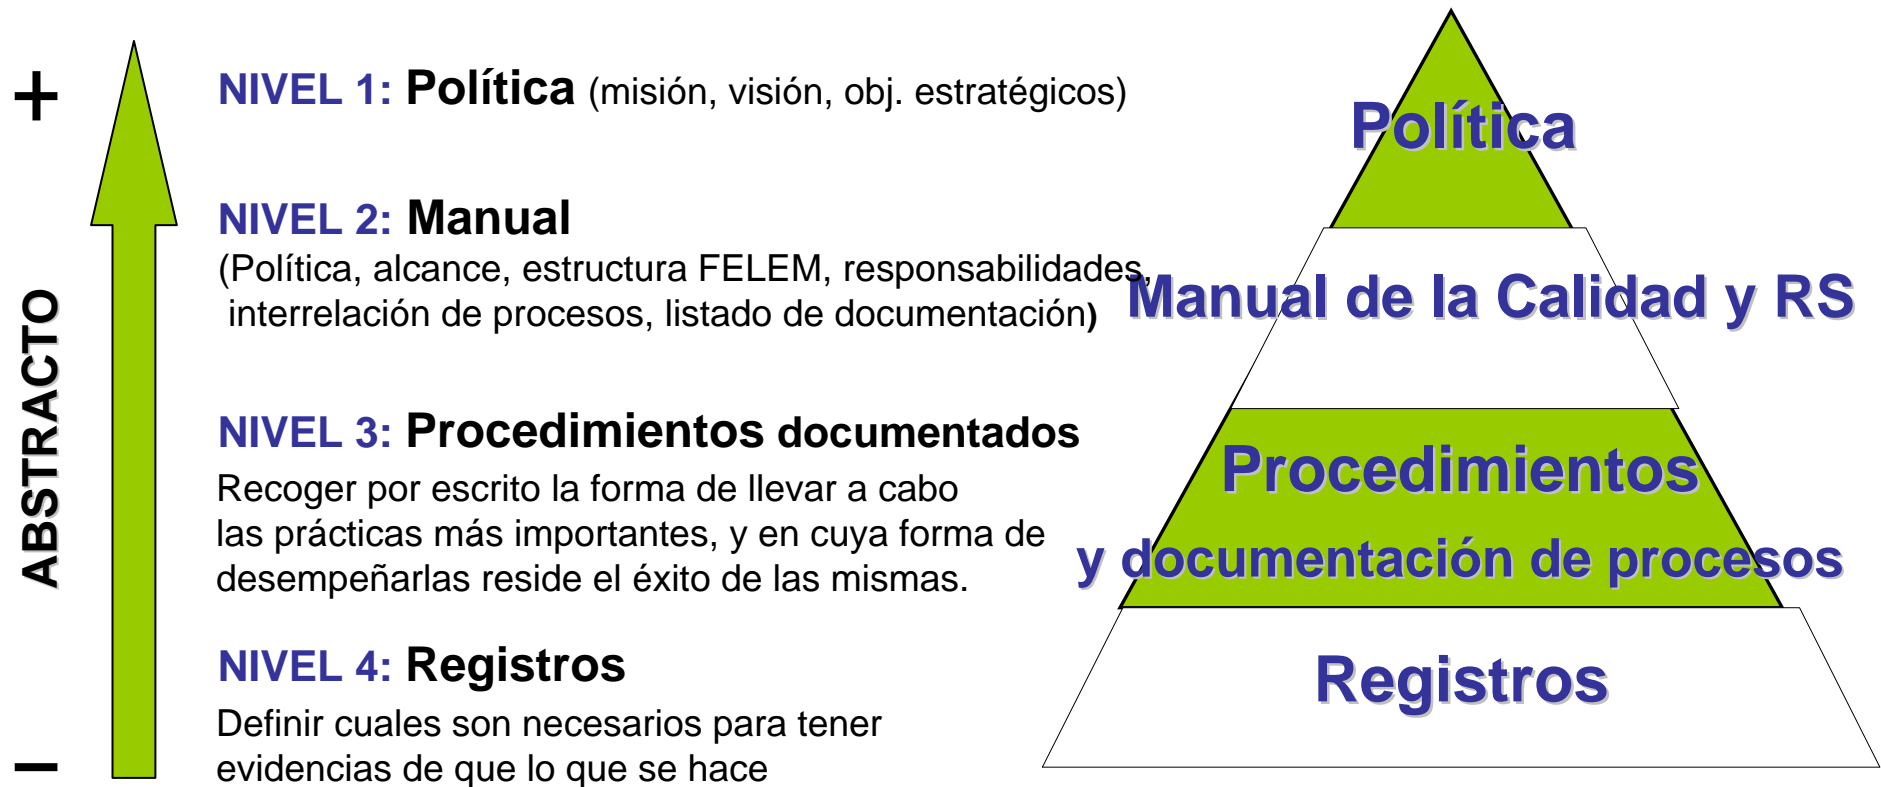 +
ABSTRACTO
–
NIVEL 1: Política (misión, visión, obj. estratégicos)
NIVEL 2: Manual
(Política, alcance, estructura FELEM, responsabilidades,
interrelación de procesos, listado de documentación)
NIVEL 3: Procedimientos documentados
Recoger por escrito la forma de llevar a cabo
las prácticas más importantes, y en cuya forma de
desempeñarlas reside el éxito de las mismas.
NIVEL 4: Registros
Definir cuales son necesarios para tener
evidencias de que lo que se hace
Política
Manual de la Calidad y RS
Procedimientos
y documentación de procesos
Registros